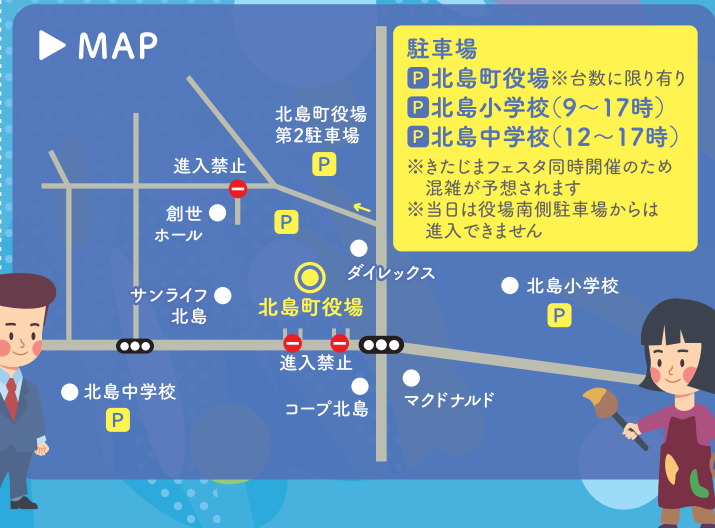 MAP
駐車場
P北島町役場※台数に限り有り
P北島小学校(9〜17時)
P北島中学校(12〜17時)
※きたじまフェスタ同時開催のため
混雑が予想されます
※当日は役場南側駐車場からは
進入できません
北島町役場
第2駐車場
P
進入禁止
創世
ホール
P
ダイレックス
サンライフ
北島
北島町役場
北島小学校
P
進入禁止
北島中学校
P
コープ北島
マクドナルド